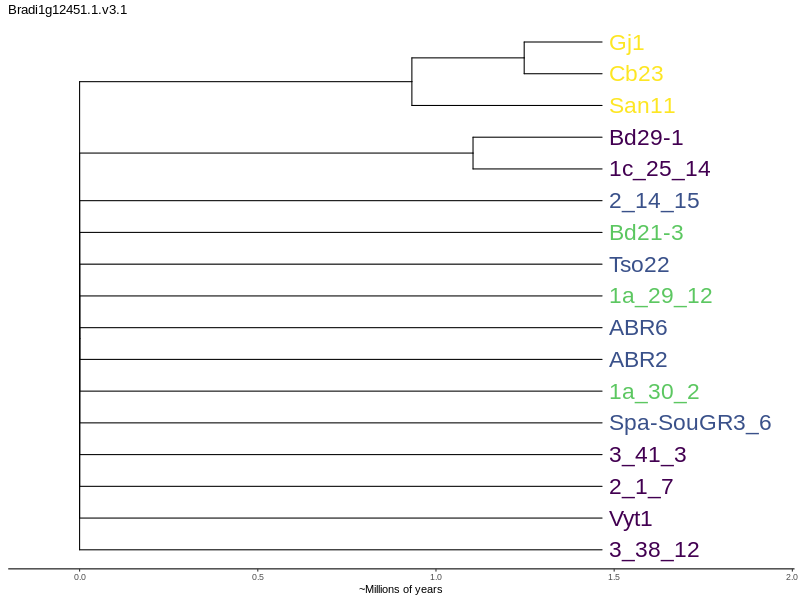 Bradi1g12451.1.v3.1
Gj1
Cb23
San11
Bd29-1
1c_25_14
2_14_15
Bd21-3
Tso22
1a_29_12
ABR6
ABR2
1a_30_2
Spa-SouGR3_6
3_41_3
2_1_7
Vyt1
3_38_12
0.0 0.5 1.0 1.5 2.0
~Millions of years